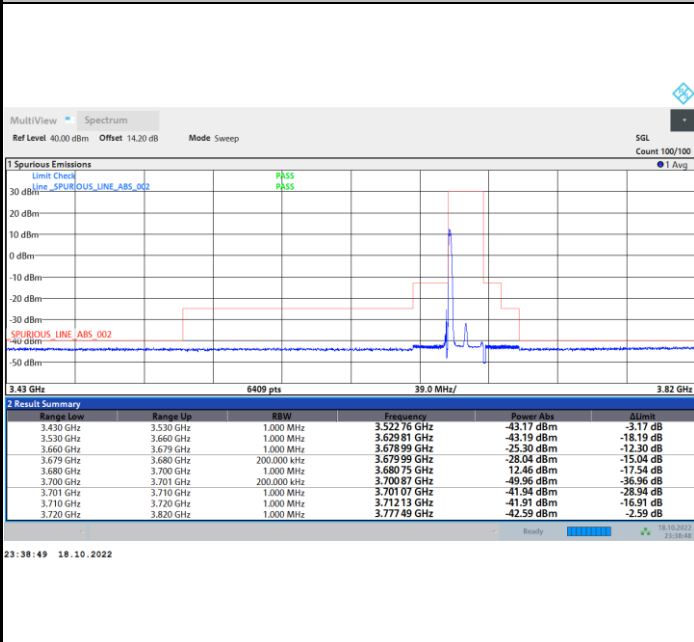 MultiView Spectrum
Ref Level 40.00 dBm Offset 14.20 dB Mode Sweep SGL
Count 100/100
1 Spurious Emissions 1 Avg
Limit Check PASS
Line _SPURIOUS_LINE_ABS_002 PASS
30 dBm
20 dBm
10 dBm
0 dBm
-10 dBm
-20 dBm
-30 dBm
_SPURIOUS_LINE_ABS_002
-40 dBm
-50 dBm
3.43 GHz 6409 pts 39.0 MHz/ 3.82 GHz
2 Result Summary
Range Low Range Up RBW Frequency Power Abs ΔLimit
3.430 GHz 3.530 GHz 1.000 MHz 3.522 76 GHz -43.17 dBm -3.17 dB
3.530 GHz 3.660 GHz 1.000 MHz 3.629 81 GHz -43.19 dBm -18.19 dB
3.660 GHz 3.679 GHz 1.000 MHz 3.678 99 GHz -25.30 dBm -12.30 dB
3.679 GHz 3.680 GHz 200.000 kHz 3.679 99 GHz -28.04 dBm -15.04 dB
3.680 GHz 3.700 GHz 1.000 MHz 3.680 75 GHz 12.46 dBm -17.54 dB
3.700 GHz 3.701 GHz 200.000 kHz 3.700 87 GHz -49.96 dBm -36.96 dB
3.701 GHz 3.710 GHz 1.000 MHz 3.701 07 GHz -41.94 dBm -28.94 dB
3.710 GHz 3.720 GHz 1.000 MHz 3.712 13 GHz -41.91 dBm -16.91 dB
3.720 GHz 3.820 GHz 1.000 MHz 3.777 49 GHz -42.59 dBm -2.59 dB
Ready 18.10.2022
23:38:48
23:38:49 18.10.2022